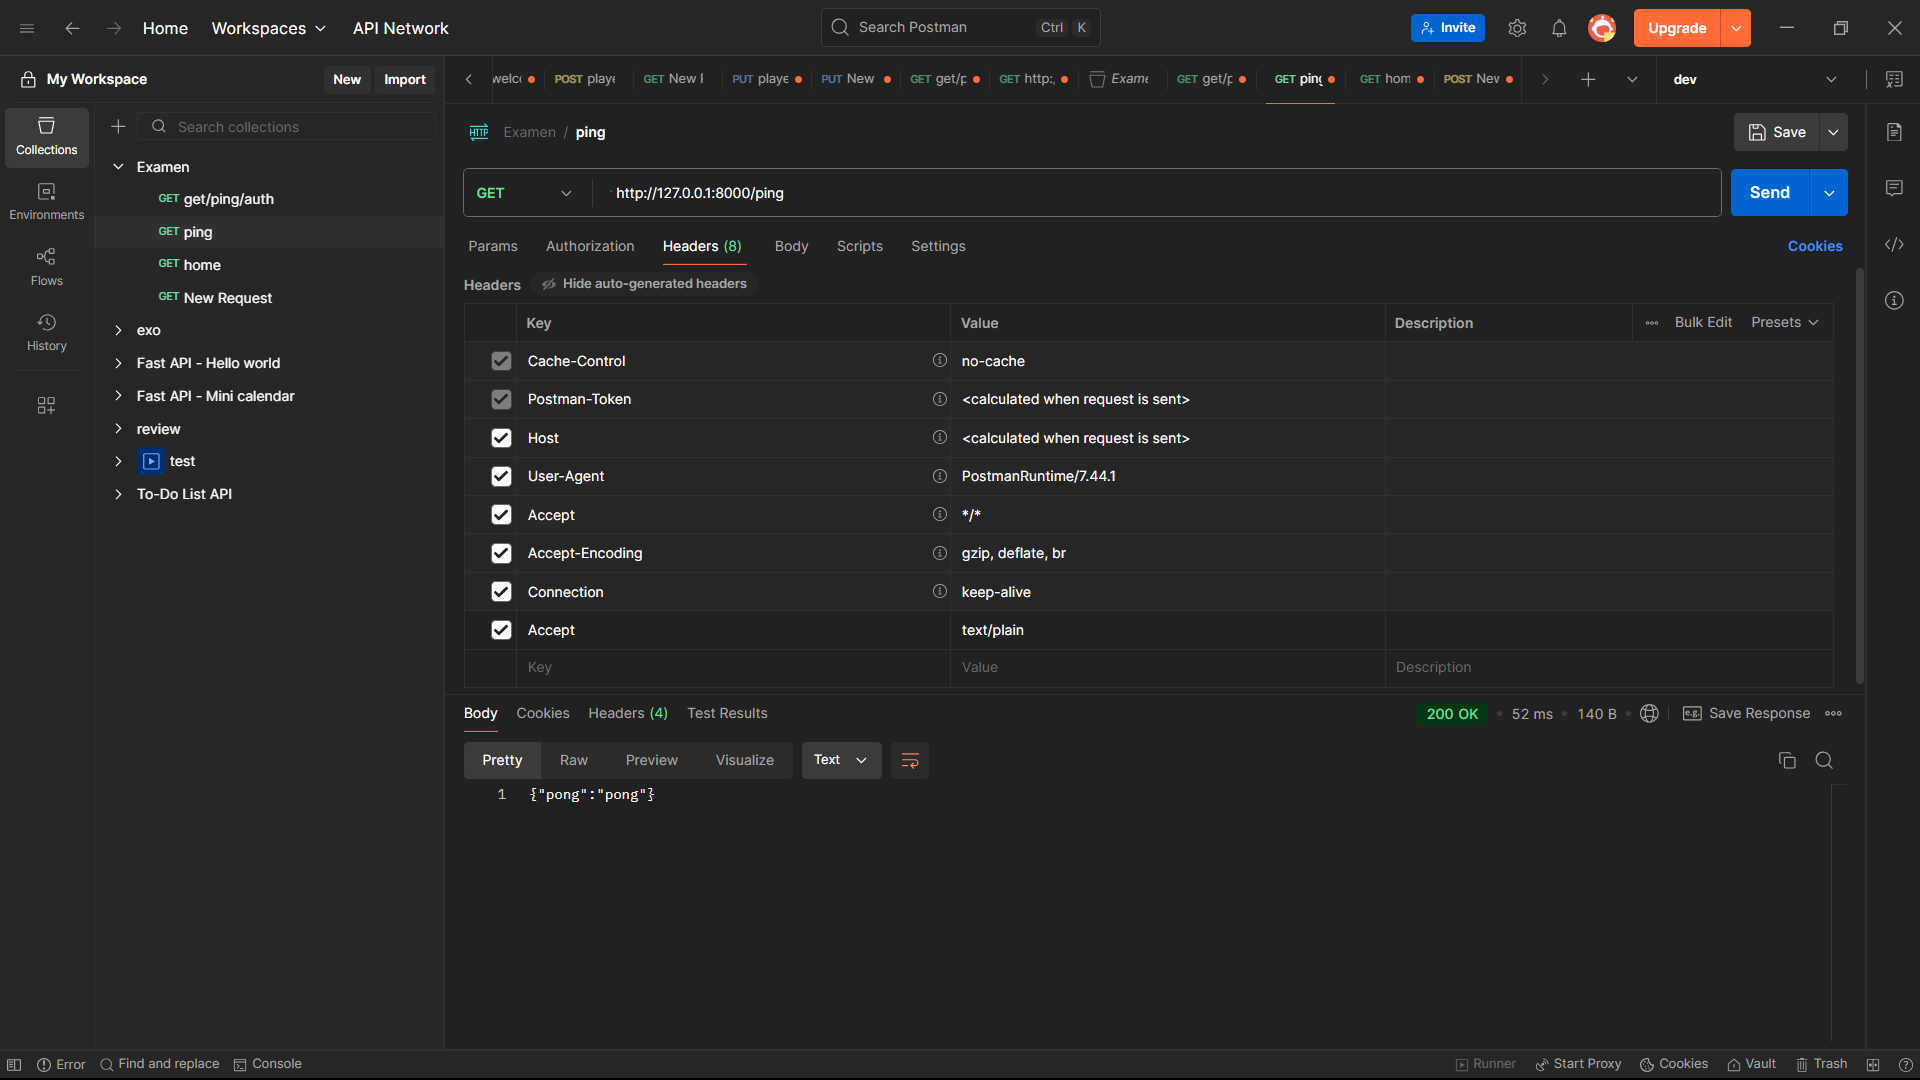 Home Workspaces API Network Search Postman Ctrl K Invite Upgrade
My Workspace New Import
POST playe GET New PUT playe PUT New GET get/p GET http:, Exame GET get/p GET ping GET hom POST New dev
Collections
Environments
Flows
History
Search collections
Examen
GET get/ping/auth
GET ping
GET home
GET New Request
exo
Fast API - Hello world
Fast API - Mini calendar
review
test
To-Do List API
HTTP Examen / ping Save
GET http://127.0.0.1:8000/ping Send
Params Authorization Headers (8) Body Scripts Settings Cookies
Headers Hide auto-generated headers
Key Value Description Bulk Edit Presets
Cache-Control no-cache
Postman-Token <calculated when request is sent>
Host <calculated when request is sent>
User-Agent PostmanRuntime/7.44.1
Accept */*
Accept-Encoding gzip, deflate, br
Connection keep-alive
Accept text/plain
Key Value Description
Body Cookies Headers (4) Test Results 200 OK 52 ms 140 B e.g. Save Response
Pretty Raw Preview Visualize Text
1 {"pong":"pong"}
Error Find and replace Console Runner Start Proxy Cookies Vault Trash